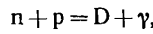 n + p = D + γ,